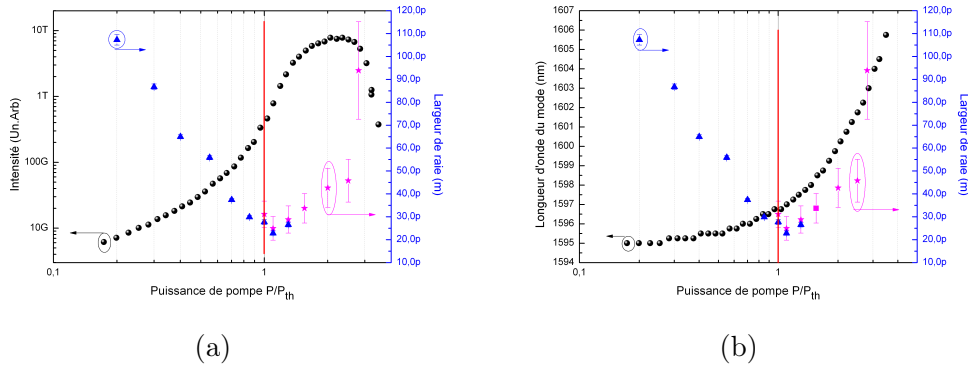 10T
1T
100G
10G
Intensité (Un.Arb)
120,0p
110,0p
100,0p
90,0p
80,0p
70,0p
60,0p
50,0p
40,0p
30,0p
20,0p
10,0p
Largeur de raie (m)
0,1
1
Puissance de pompe P/Pth
(a)
1607
1606
1605
1604
1603
1602
1601
1600
1599
1598
1597
1596
1595
1594
Longueur d'onde du mode (nm)
120,0p
110,0p
100,0p
90,0p
80,0p
70,0p
60,0p
50,0p
40,0p
30,0p
20,0p
10,0p
Largeur de raie (m)
0,1
1
Puissance de pompe P/Pth
(b)